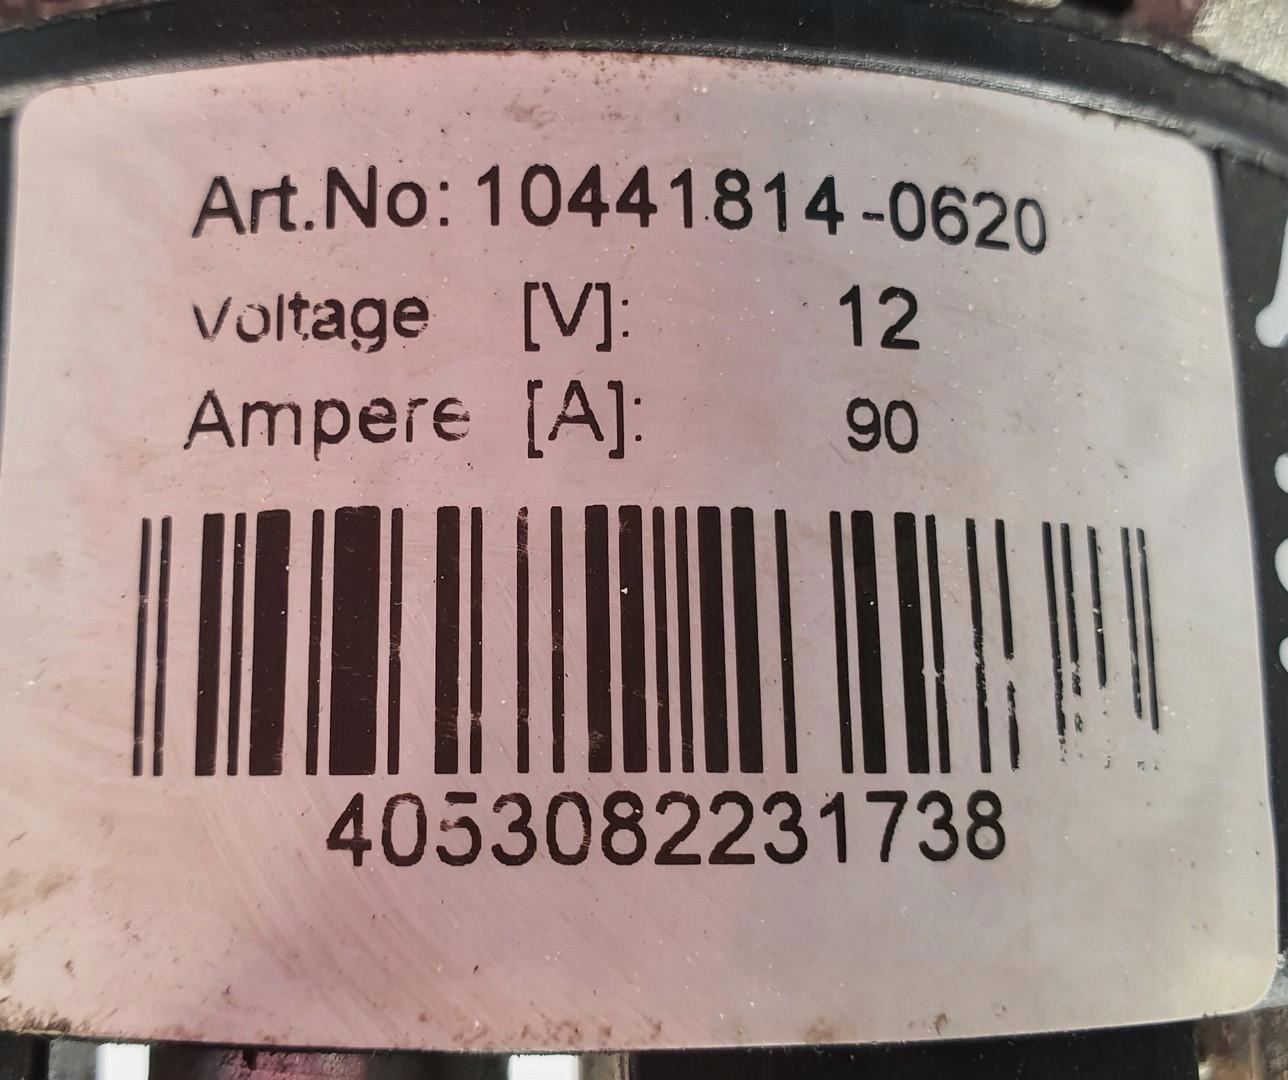 Art.No: 10441814-0620
Voltage [V]: 12
Ampere [A]: 90
4053082231738